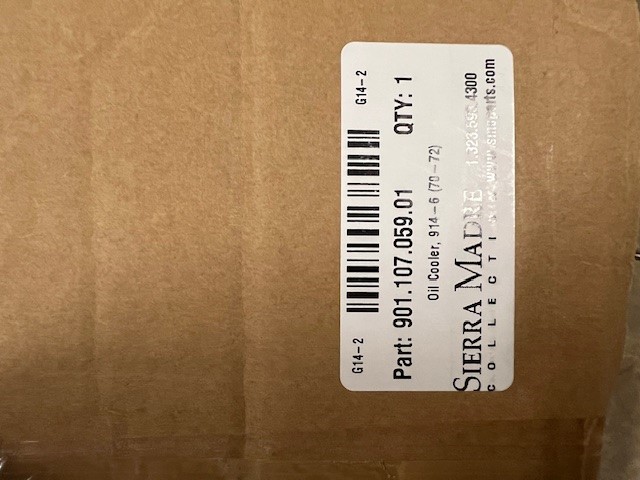 G14-2 G14-2
Part: 901.107.059.01 QTY: 1
Oil Cooler, 914-6 (70-72)
SIERRA MADRE
COLLECTI